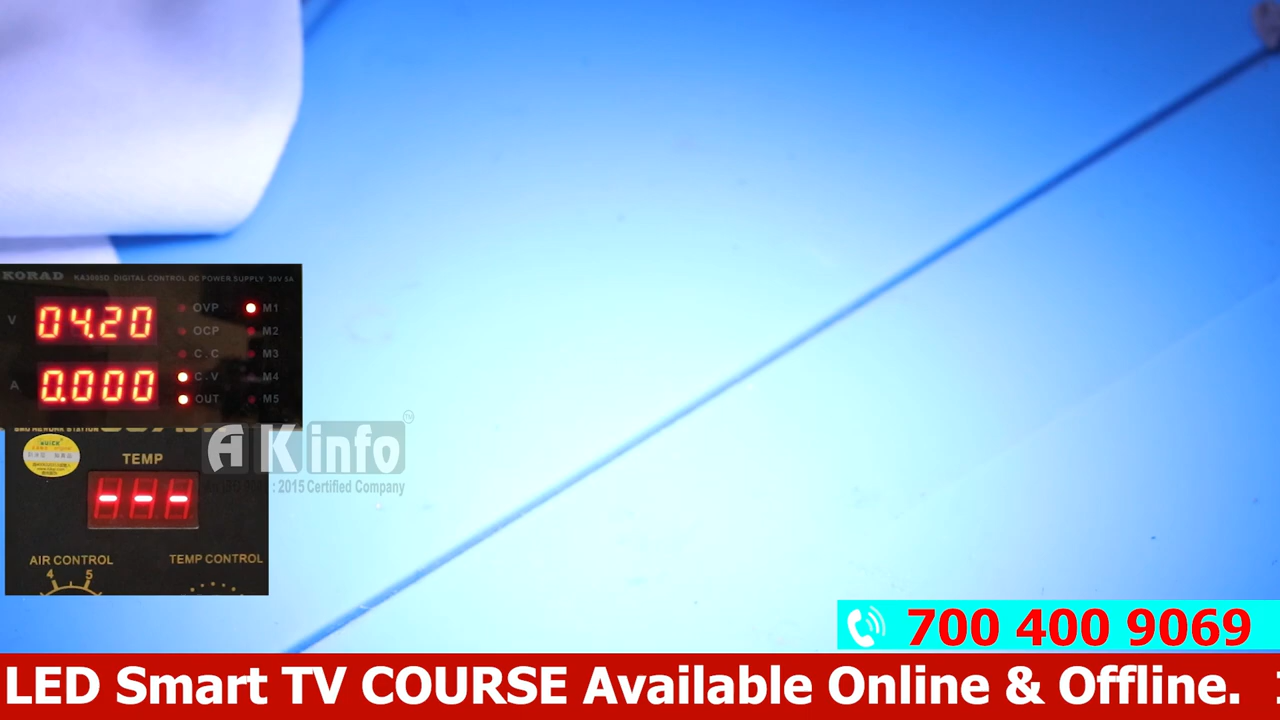 KORAD KA3005D DIGITAL CONTROL DC POWER SUPPLY 30V 5A
V 04.20 OVP M1
OCP M2
C.C M3
A 0.000 C.V M4
OUT M5
AK info TM
: 2015 Certified Company
TEMP
---
AIR CONTROL TEMP CONTROL
4 5
700 400 9069
LED Smart TV COURSE Available Online & Offline.